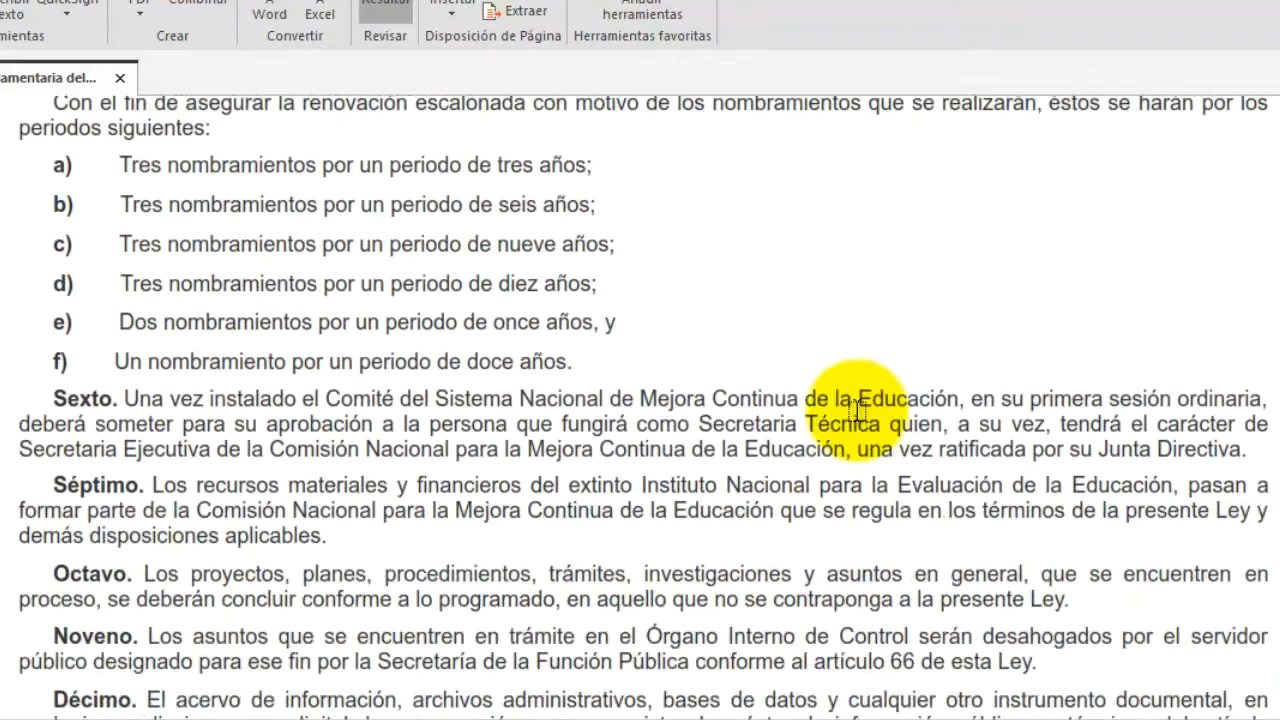 Word Excel Extraer herramientas
mientas Crear Convertir Revisar Disposición de Página Herramientas favoritas
amentaria del...
Con el fin de asegurar la renovación escalonada con motivo de los nombramientos que se realizarán, éstos se harán por los
periodos siguientes:
a) Tres nombramientos por un periodo de tres años;
b) Tres nombramientos por un periodo de seis años;
c) Tres nombramientos por un periodo de nueve años;
d) Tres nombramientos por un periodo de diez años;
e) Dos nombramientos por un periodo de once años, y
f) Un nombramiento por un periodo de doce años.
Sexto. Una vez instalado el Comité del Sistema Nacional de Mejora Continua de la Educación, en su primera sesión ordinaria,
deberá someter para su aprobación a la persona que fungirá como Secretaria Técnica quien, a su vez, tendrá el carácter de
Secretaria Ejecutiva de la Comisión Nacional para la Mejora Continua de la Educación, una vez ratificada por su Junta Directiva.
Séptimo. Los recursos materiales y financieros del extinto Instituto Nacional para la Evaluación de la Educación, pasan a
formar parte de la Comisión Nacional para la Mejora Continua de la Educación que se regula en los términos de la presente Ley y
demás disposiciones aplicables.
Octavo. Los proyectos, planes, procedimientos, trámites, investigaciones y asuntos en general, que se encuentren en
proceso, se deberán concluir conforme a lo programado, en aquello que no se contraponga a la presente Ley.
Noveno. Los asuntos que se encuentren en trámite en el Órgano Interno de Control serán desahogados por el servidor
público designado para ese fin por la Secretaría de la Función Pública conforme al artículo 66 de esta Ley.
Décimo. El acervo de información, archivos administrativos, bases de datos y cualquier otro instrumento documental, en